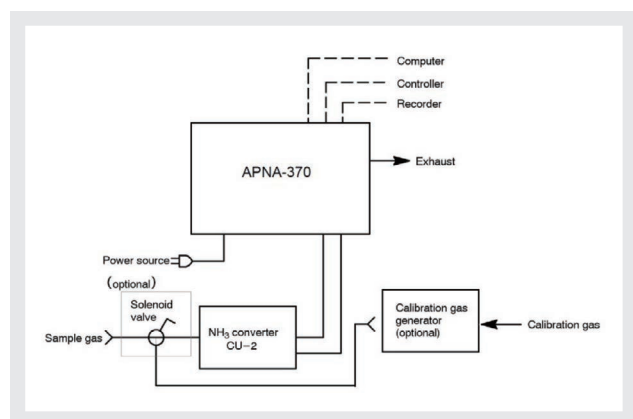 Computer
Controller
Recorder
APNA-370
Exhaust
Power source
(optional)
Solenoid
valve
Sample gas
NH₃ converter
CU-2
Calibration gas
generator
(optional)
Calibration gas